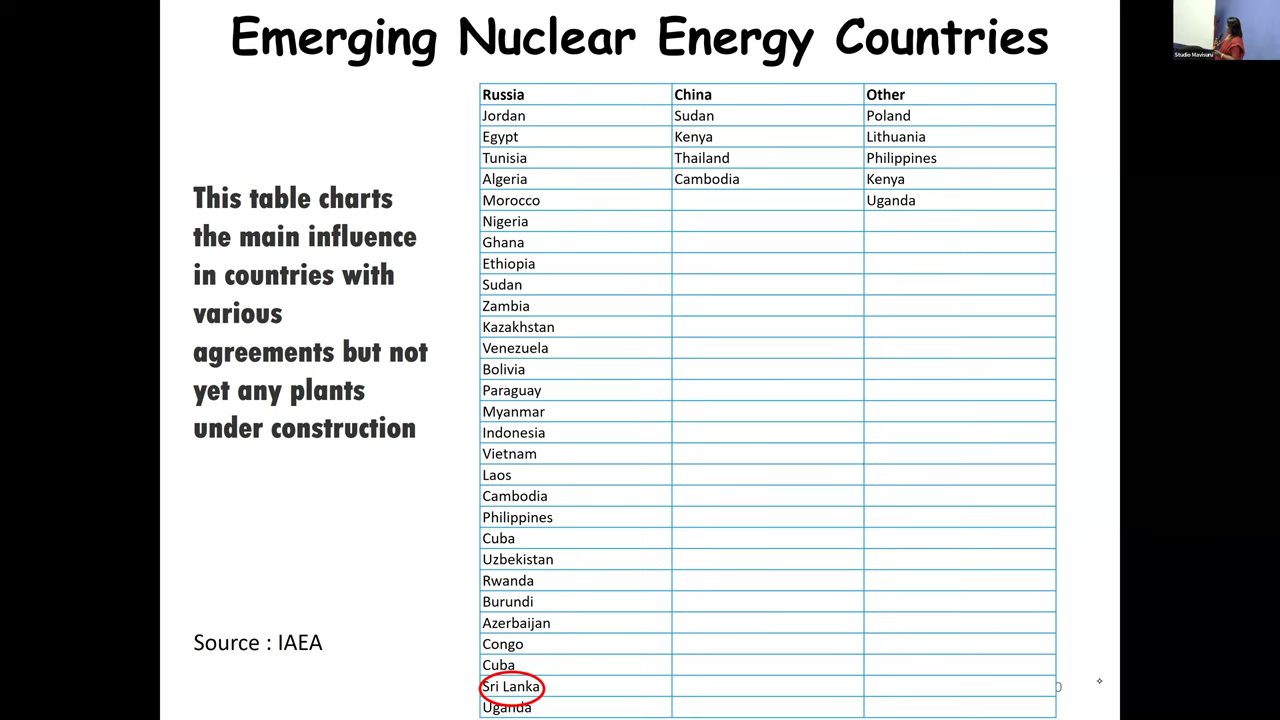 Emerging Nuclear Energy Countries
Studio Mavisuru
This table charts
the main influence
in countries with
various
agreements but not
yet any plants
under construction
Source : IAEA
Russia China Other
Jordan Sudan Poland
Egypt Kenya Lithuania
Tunisia Thailand Philippines
Algeria Cambodia Kenya
Morocco Uganda
Nigeria
Ghana
Ethiopia
Sudan
Zambia
Kazakhstan
Venezuela
Bolivia
Paraguay
Myanmar
Indonesia
Vietnam
Laos
Cambodia
Philippines
Cuba
Uzbekistan
Rwanda
Burundi
Azerbaijan
Congo
Cuba
Sri Lanka
Uganda